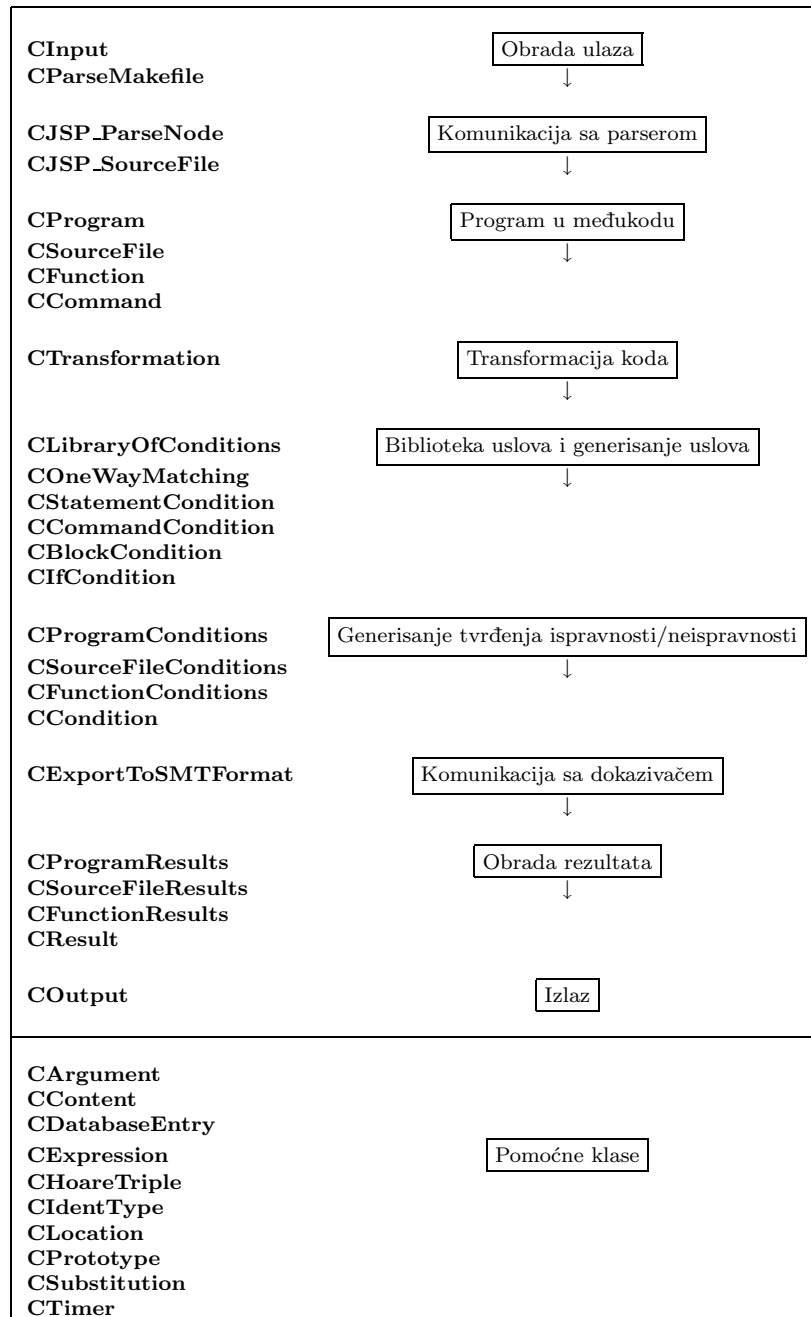 CInput Obrada ulaza
CParseMakefile ↓
CJSP_ParseNode Komunikacija sa parserom
CJSP_SourceFile ↓
CProgram Program u međukodu
CSourceFile ↓
CFunction
CCommand
CTransformation Transformacija koda
↓
CLibraryOfConditions Biblioteka uslova i generisanje uslova
COneWayMatching ↓
CStatementCondition
CCommandCondition
CBlockCondition
CIfCondition
CProgramConditions Generisanje tvrđenja ispravnosti/neispravnosti
CSourceFileConditions ↓
CFunctionConditions
CCondition
CExportToSMTFormat Komunikacija sa dokazivačem
↓
CProgramResults Obrada rezultata
CSourceFileResults ↓
CFunctionResults
CResult
COutput Izlaz
CArgument
CContent
CDatabaseEntry
CExpression Pomoćne klase
CHoareTriple
CIdentType
CLocation
CPrototype
CSubstitution
CTimer